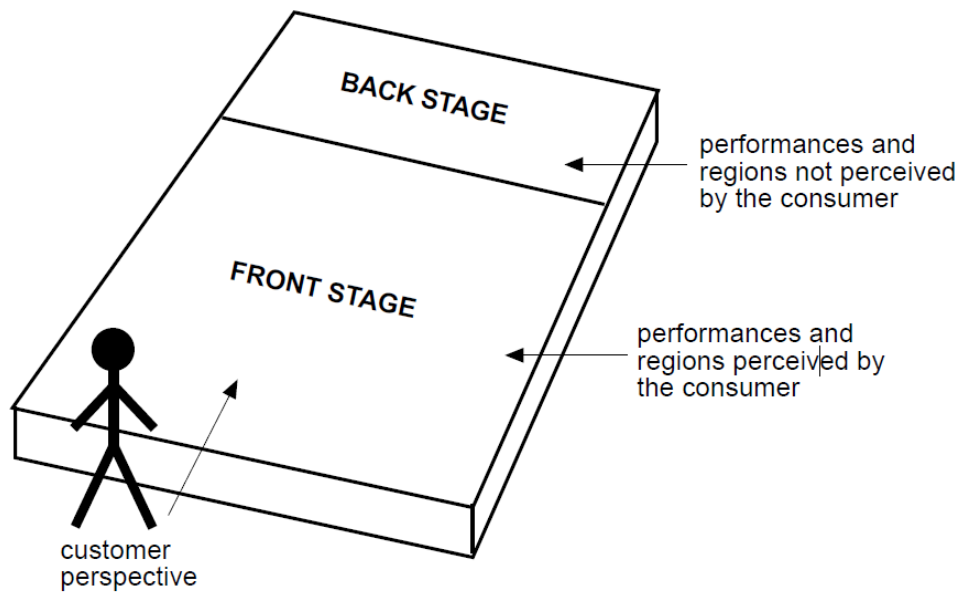 BACK STAGE
performances and
regions not perceived
by the consumer
FRONT STAGE
performances and
regions perceived by
the consumer
customer
perspective